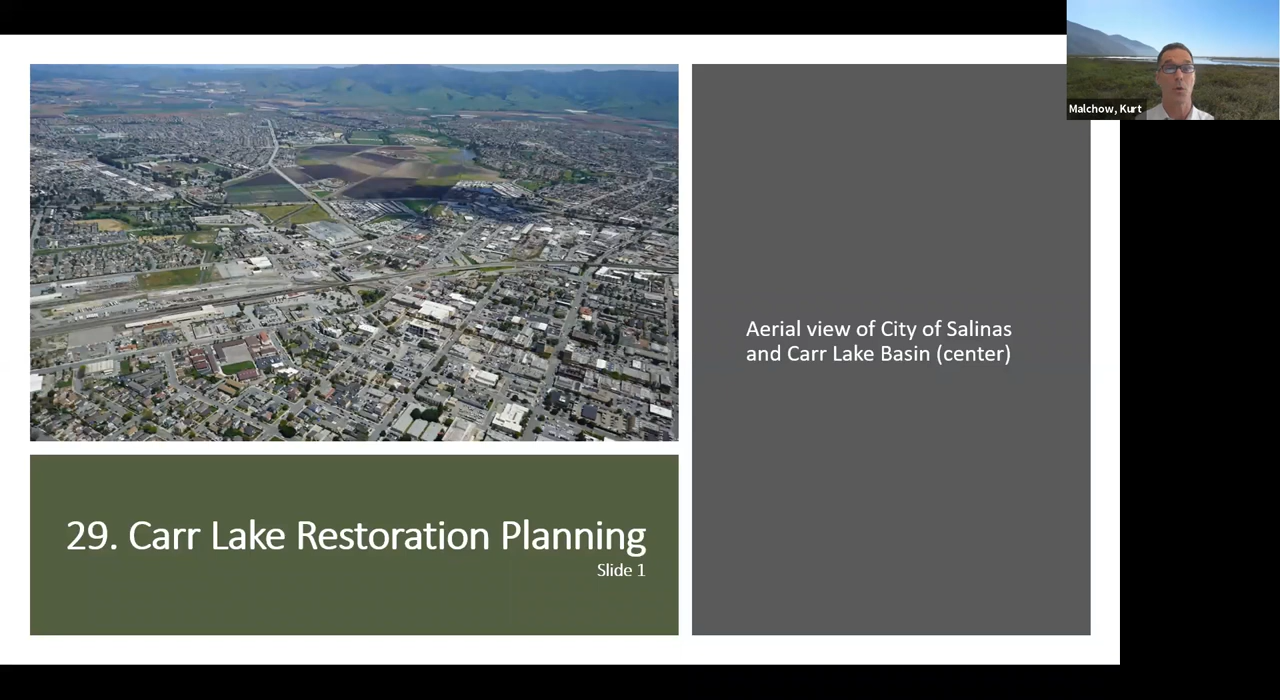 Malchow, Kurt
Aerial view of City of Salinas
and Carr Lake Basin (center)
29. Carr Lake Restoration Planning
Slide 1